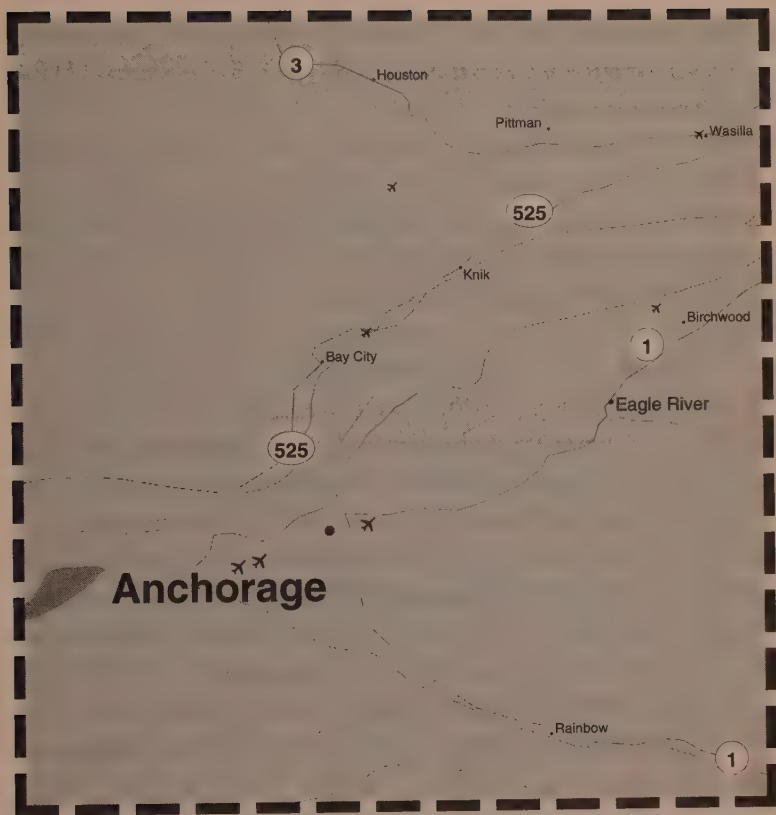 3
Houston
Pittman
Wasilla
525
Knik
Birchwood
1
Bay City
Eagle River
525
Anchorage
Rainbow
1